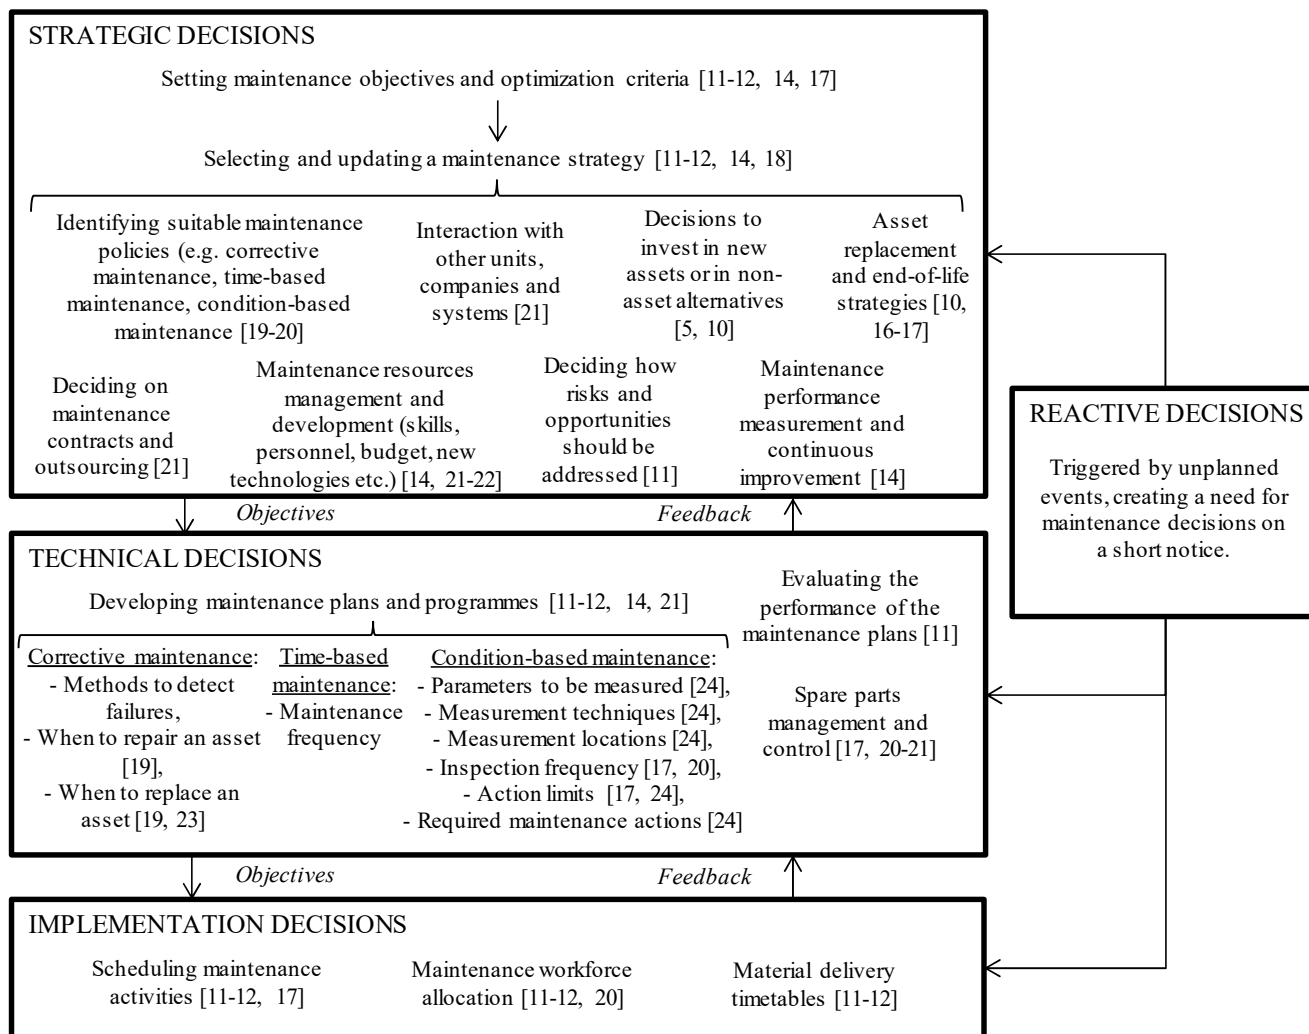 STRATEGIC DECISIONS
Setting maintenance objectives and optimization criteria [11-12, 14, 17]
Selecting and updating a maintenance strategy [11-12, 14, 18]
Identifying suitable maintenance
policies (e.g. corrective
maintenance, time-based
maintenance, condition-based
maintenance [19-20]
Interaction with
other units,
companies and
systems [21]
Decisions to
invest in new
assets or in non-
asset alternatives
[5, 10]
Asset
replacement
and end-of-life
strategies [10,
16-17]
Deciding on
maintenance
contracts and
outsourcing [21]
Maintenance resources
management and
development (skills,
personnel, budget, new
technologies etc.) [14, 21-22]
Deciding how
risks and
opportunities
should be
addressed [11]
Maintenance
performance
measurement and
continuous
improvement [14]
Objectives
Feedback
TECHNICAL DECISIONS
Developing maintenance plans and programmes [11-12, 14, 21]
Corrective maintenance:
- Methods to detect
failures,
- When to repair an asset
[19],
- When to replace an
asset [19, 23]
Time-based
maintenance:
- Maintenance
frequency
Condition-based maintenance:
- Parameters to be measured [24],
- Measurement techniques [24],
- Measurement locations [24],
- Inspection frequency [17, 20],
- Action limits [17, 24],
- Required maintenance actions [24]
Evaluating the
performance of the
maintenance plans [11]
Spare parts
management and
control [17, 20-21]
Objectives
Feedback
IMPLEMENTATION DECISIONS
Scheduling maintenance
activities [11-12, 17]
Maintenance workforce
allocation [11-12, 20]
Material delivery
timetables [11-12]
REACTIVE DECISIONS
Triggered by unplanned
events, creating a need for
maintenance decisions on
a short notice.